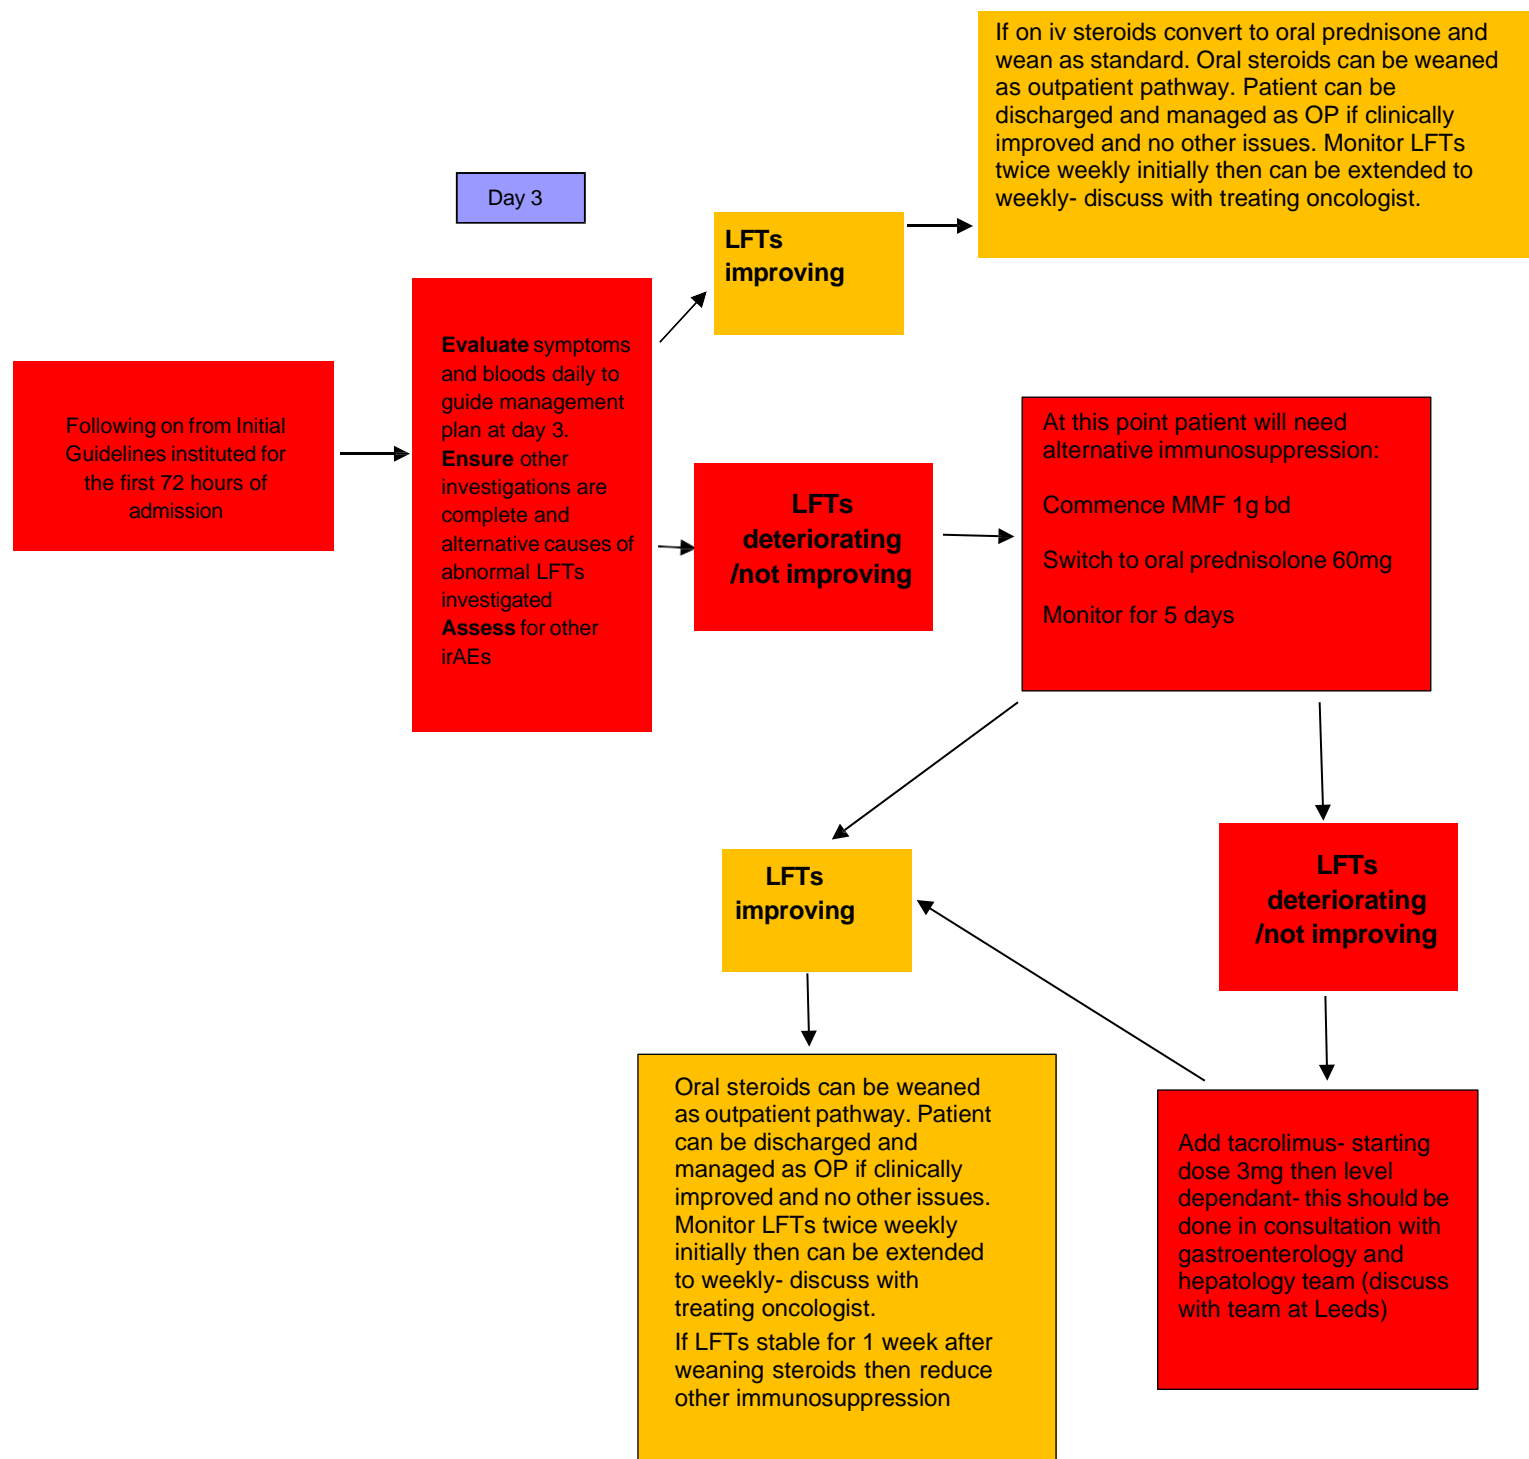 If on iv steroids convert to oral prednisone and
wean as standard. Oral steroids can be weaned
as outpatient pathway. Patient can be
discharged and managed as OP if clinically
improved and no other issues. Monitor LFTs
twice weekly initially then can be extended to
weekly- discuss with treating oncologist.
Day 3
LFTs
improving
Following on from Initial
Guidelines instituted for
the first 72 hours of
admission
Evaluate symptoms
and bloods daily to
guide management
plan at day 3.
Ensure other
investigations are
complete and
alternative causes of
abnormal LFTs
investigated
Assess for other
irAEs
LFTs
deteriorating
/not improving
At this point patient will need
alternative immunosuppression:
Commence MMF 1g bd
Switch to oral prednisolone 60mg
Monitor for 5 days
LFTs
improving
LFTs
deteriorating
/not improving
Oral steroids can be weaned
as outpatient pathway. Patient
can be discharged and
managed as OP if clinically
improved and no other issues.
Monitor LFTs twice weekly
initially then can be extended
to weekly- discuss with
treating oncologist.
If LFTs stable for 1 week after
weaning steroids then reduce
other immunosuppression
Add tacrolimus- starting
dose 3mg then level
dependant- this should be
done in consultation with
gastroenterology and
hepatology team (discuss
with team at Leeds)